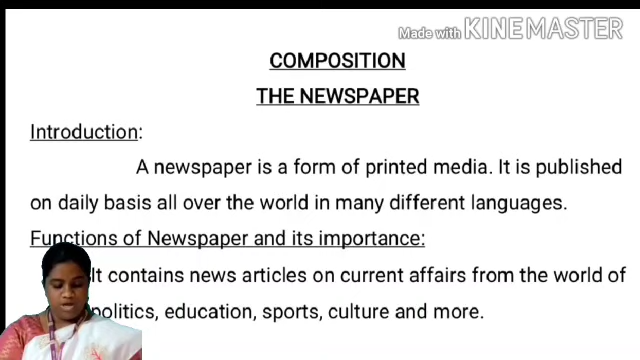 Made with KINEMASTER
COMPOSITION
THE NEWSPAPER
Introduction:
A newspaper is a form of printed media. It is published
on daily basis all over the world in many different languages.
Functions of Newspaper and its importance:
It contains news articles on current affairs from the world of
politics, education, sports, culture and more.